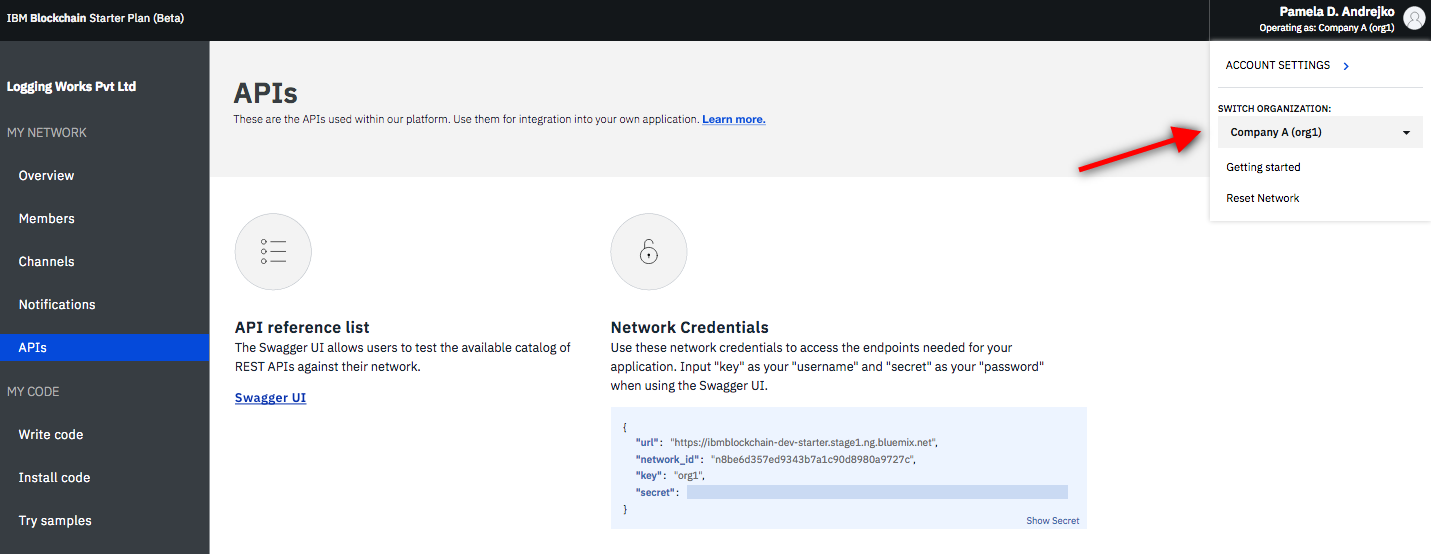 IBM Blockchain Starter Plan (Beta)
Pamela D. Andrejko
Operating as: Company A (org1)
ACCOUNT SETTINGS
SWITCH ORGANIZATION:
Company A (org1)
Getting started
Reset Network
Logging Works Pvt Ltd
MY NETWORK
Overview
Members
Channels
Notifications
APIs
MY CODE
Write code
Install code
Try samples
APIs
These are the APIs used within our platform. Use them for integration into your own application. Learn more.
API reference list
The Swagger UI allows users to test the available catalog of
REST APIs against their network.
Swagger UI
Network Credentials
Use these network credentials to access the endpoints needed for your
application. Input "key" as your "username" and "secret" as your "password"
when using the Swagger UI.
{
"url": "https://ibmblockchain-dev-starter.stage1.ng.bluemix.net",
"network_id": "n8be6d357ed9343b7a1c90d8980a9727c",
"key": "org1",
"secret":
}
Show Secret